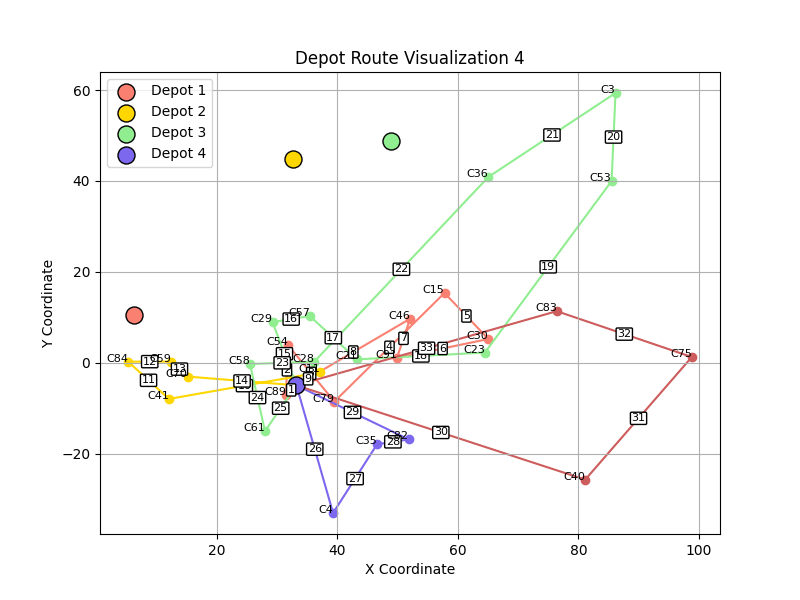 Depot Route Visualization 4
Depot 1
Depot 2
Depot 3
Depot 4
Y Coordinate
X Coordinate
60
40
20
0
−20
20
40
60
80
100
C3
20
21
C36
C53
19
22
C15
C46
5
C83
C29
16
C57
17
7
32
C54
4
8
C30
33
6
C23
C21
C91
18
C75
15
23
C28
2
C84
12
C59
13
C70
C58
14
11
9
C41
24
C89
1
C79
25
29
31
C61
26
C35
28
C82
30
27
C40
C4